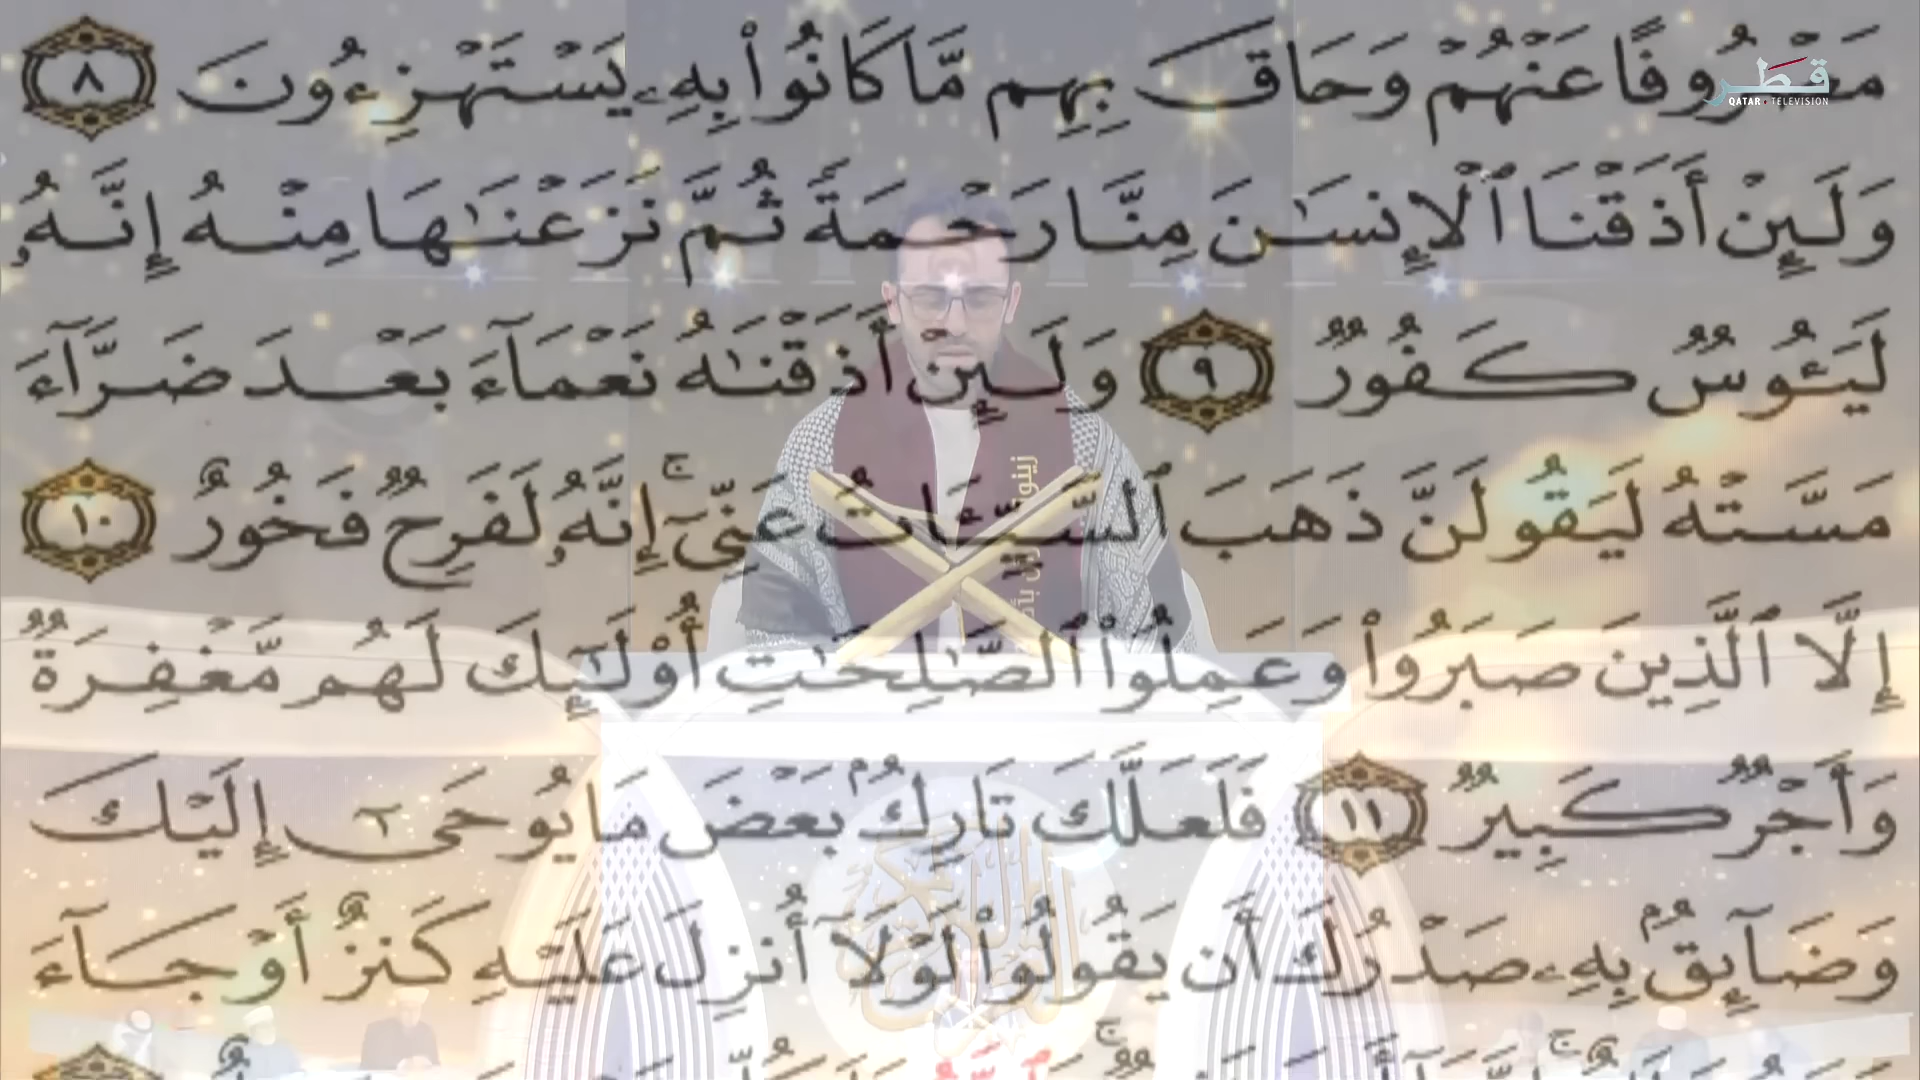 مَصْرُوفًا عَنْهُمْ وَحَاقَ بِهِم مَّا كَانُوا۟ بِهِۦ يَسْتَهْزِءُونَ ٨
قطر
QATAR TELEVISION
وَلَئِنْ أَذَقْنَا ٱلْإِنسَٰنَ مِنَّا رَحْمَةً ثُمَّ نَزَعْنَٰهَا مِنْهُ إِنَّهُۥ
لَيَـُٔوسٌ كَفُورٌ ٩ وَلَئِنْ أَذَقْنَٰهُ نَعْمَآءَ بَعْدَ ضَرَّآءَ
مَسَّتْهُ لَيَقُولَنَّ ذَهَبَ ٱلسَّيِّـَٔاتُ عَنِّىٓ ۚ إِنَّهُۥ لَفَرِحٌ فَخُورٌ ١٠
إِلَّا ٱلَّذِينَ صَبَرُوا۟ وَعَمِلُوا۟ ٱلصَّٰلِحَٰتِ أُو۟لَٰٓئِكَ لَهُم مَّغْفِرَةٌ
وَأَجْرٌ كَبِيرٌ ١١ فَلَعَلَّكَ تَارِكٌۢ بَعْضَ مَا يُوحَىٰٓ إِلَيْكَ
وَضَآئِقٌۢ بِهِۦ صَدْرُكَ أَن يَقُولُوا۟ لَوْلَآ أُنزِلَ عَلَيْهِ كَنزٌ أَوْ جَآءَ